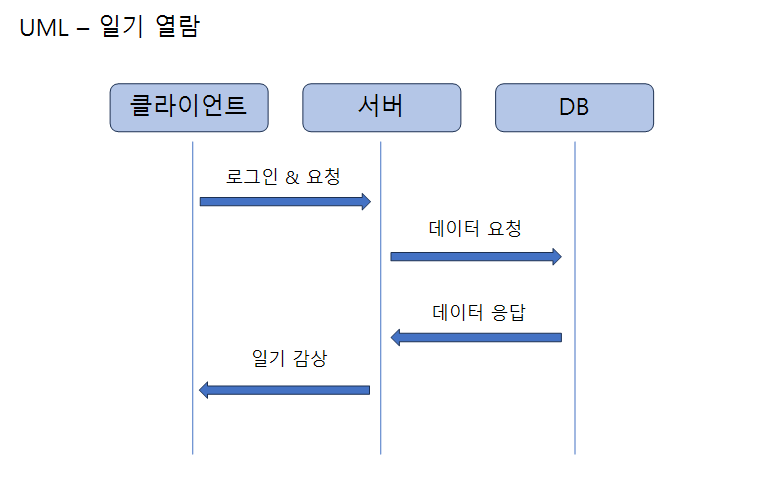 UML – 일기 열람
클라이언트
서버
DB
로그인 & 요청
데이터 요청
데이터 응답
일기 감상